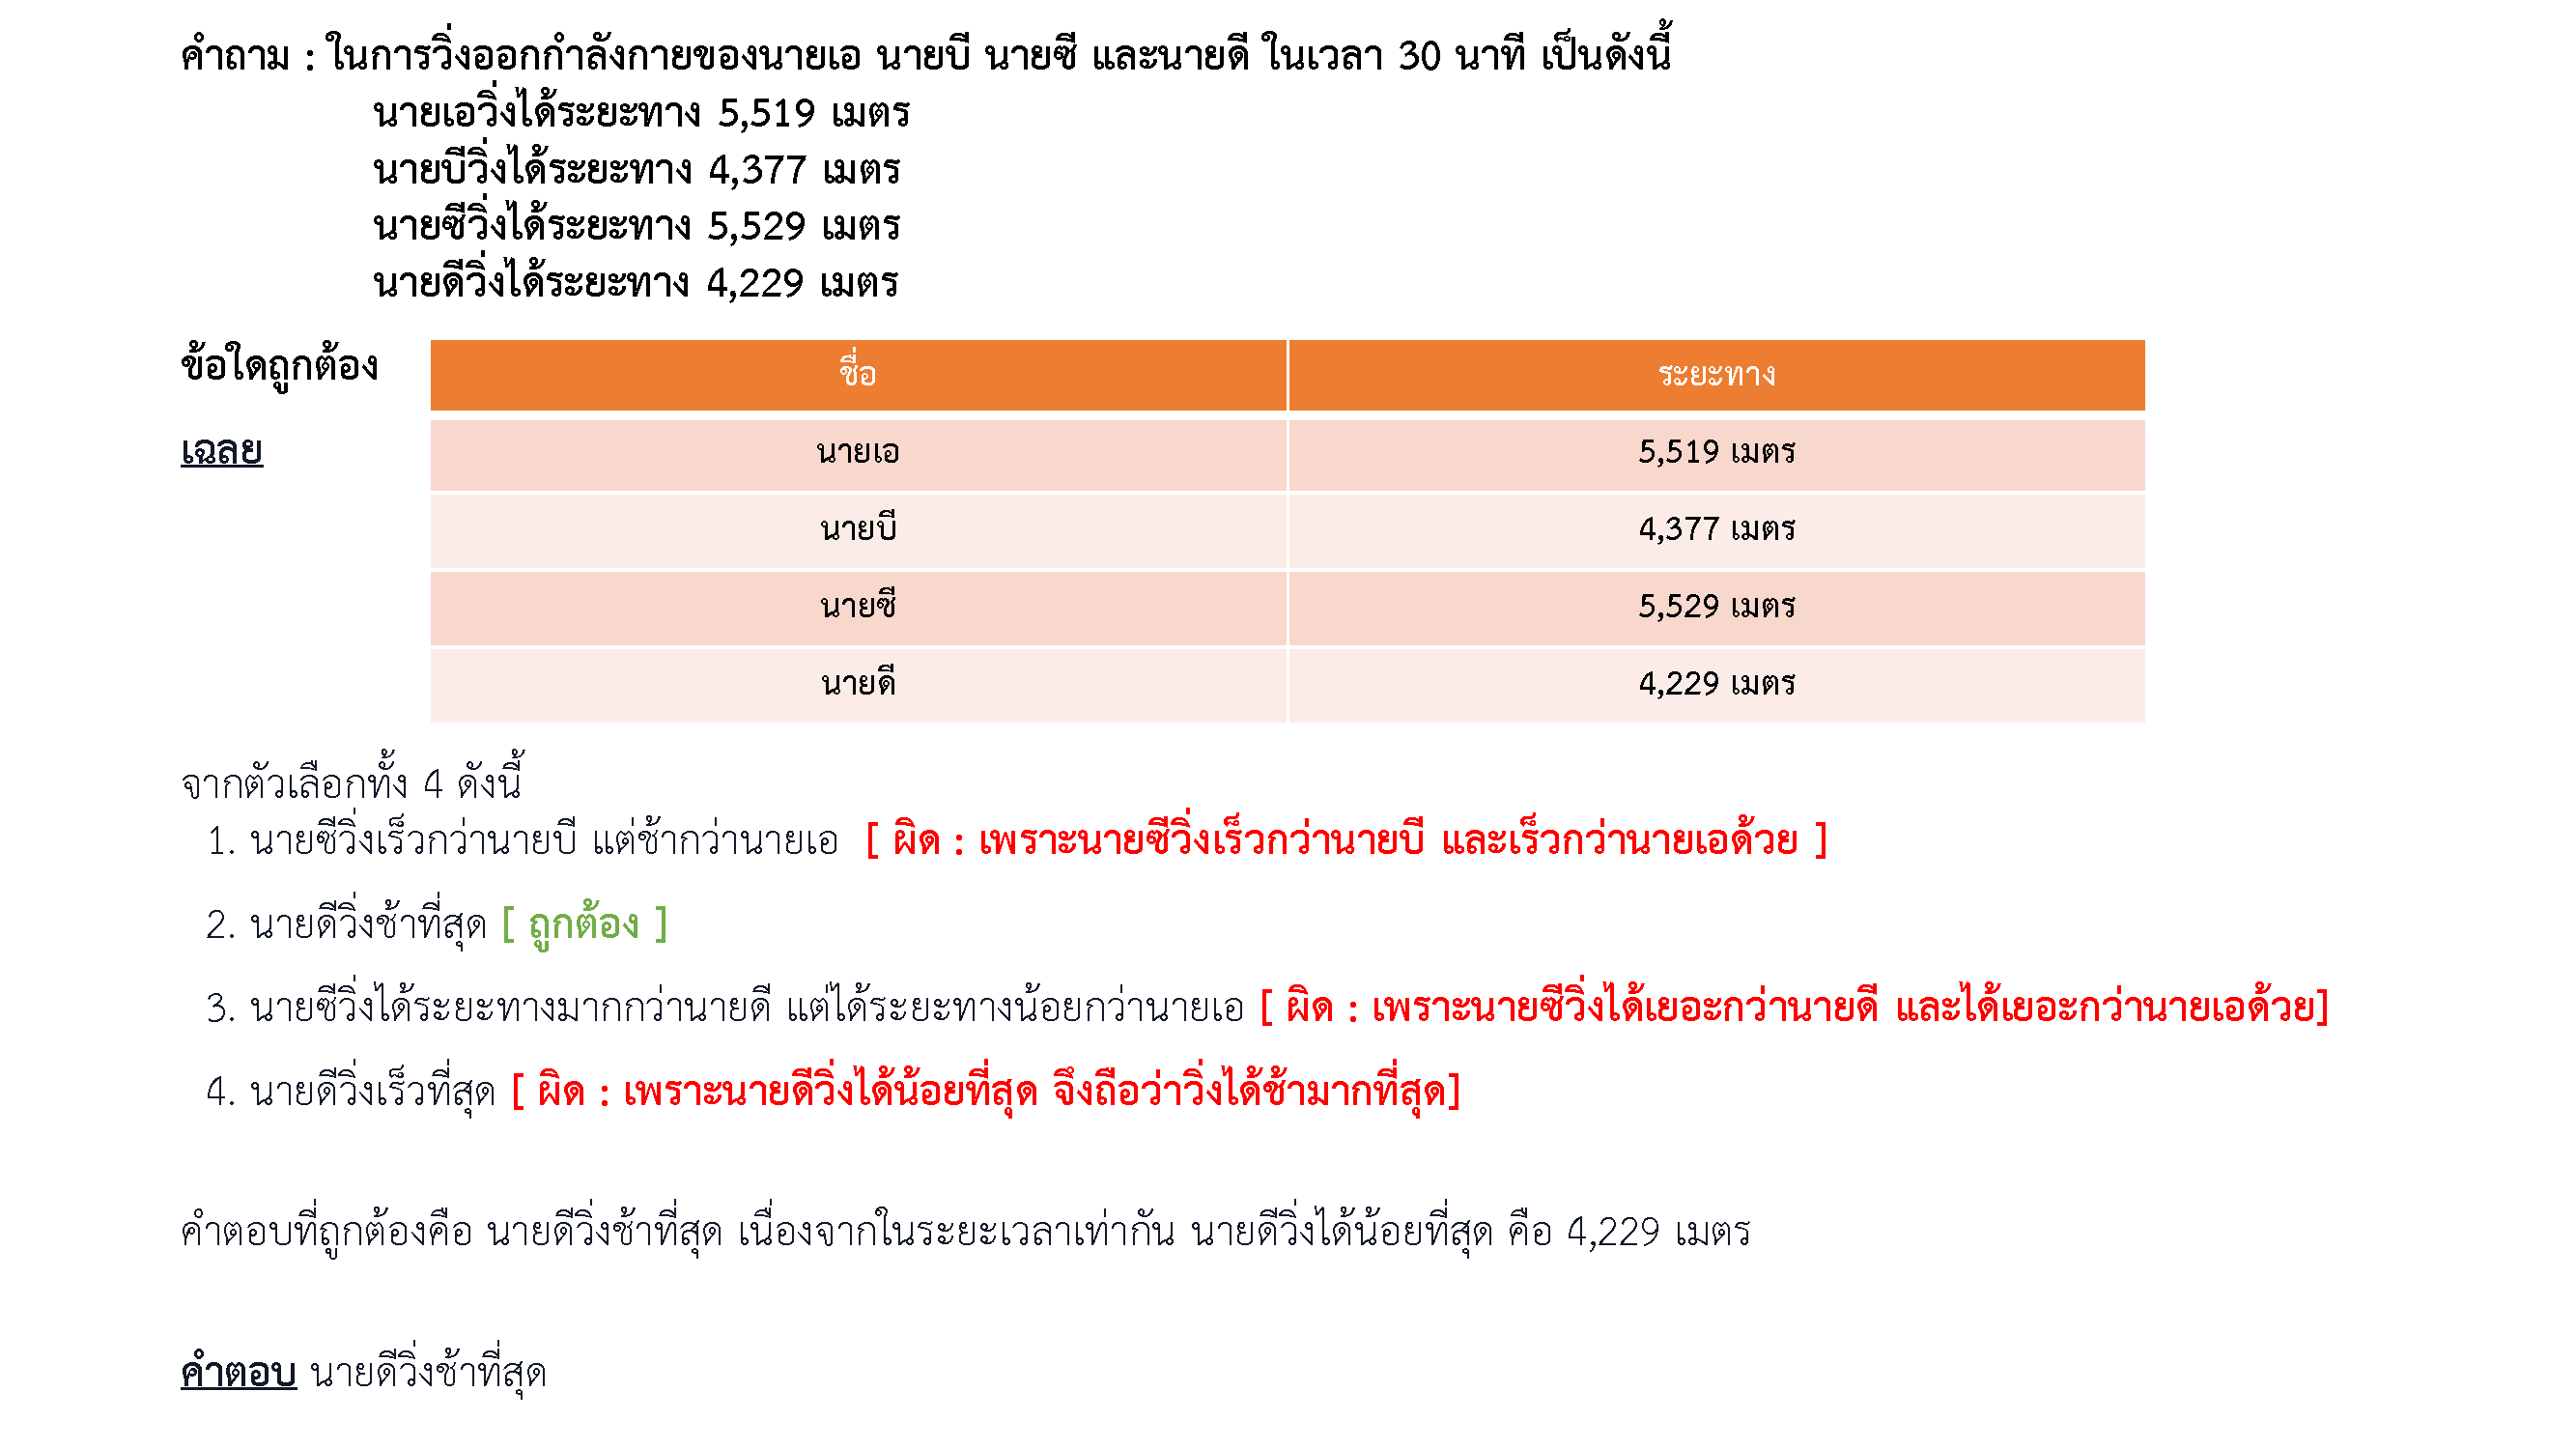 คำถาม : ในการวิ่งออกกำลังกายของนายเอ นายบี นายซี และนายดี ในเวลา 30 นาที เป็นดังนี้
นายเอวิ่งได้ระยะทาง 5,519 เมตร
นายบีวิ่งได้ระยะทาง 4,377 เมตร
นายซีวิ่งได้ระยะทาง 5,529 เมตร
นายดีวิ่งได้ระยะทาง 4,229 เมตร
ข้อใดถูกต้อง
เฉลย
ชื่อ ระยะทาง
นายเอ 5,519 เมตร
นายบี 4,377 เมตร
นายซี 5,529 เมตร
นายดี 4,229 เมตร
จากตัวเลือกทั้ง 4 ดังนี้
1. นายซีวิ่งเร็วกว่านายบี แต่ช้ากว่านายเอ [ ผิด : เพราะนายซีวิ่งเร็วกว่านายบี และเร็วกว่านายเอด้วย ]
2. นายดีวิ่งช้าที่สุด [ ถูกต้อง ]
3. นายซีวิ่งได้ระยะทางมากกว่านายดี แต่ได้ระยะทางน้อยกว่านายเอ [ ผิด : เพราะนายซีวิ่งได้เยอะกว่านายดี และได้เยอะกว่านายเอด้วย]
4. นายดีวิ่งเร็วที่สุด [ ผิด : เพราะนายดีวิ่งได้น้อยที่สุด จึงถือว่าวิ่งได้ช้ามากที่สุด]
คำตอบที่ถูกต้องคือ นายดีวิ่งช้าที่สุด เนื่องจากในระยะเวลาเท่ากัน นายดีวิ่งได้น้อยที่สุด คือ 4,229 เมตร
คำตอบ นายดีวิ่งช้าที่สุด